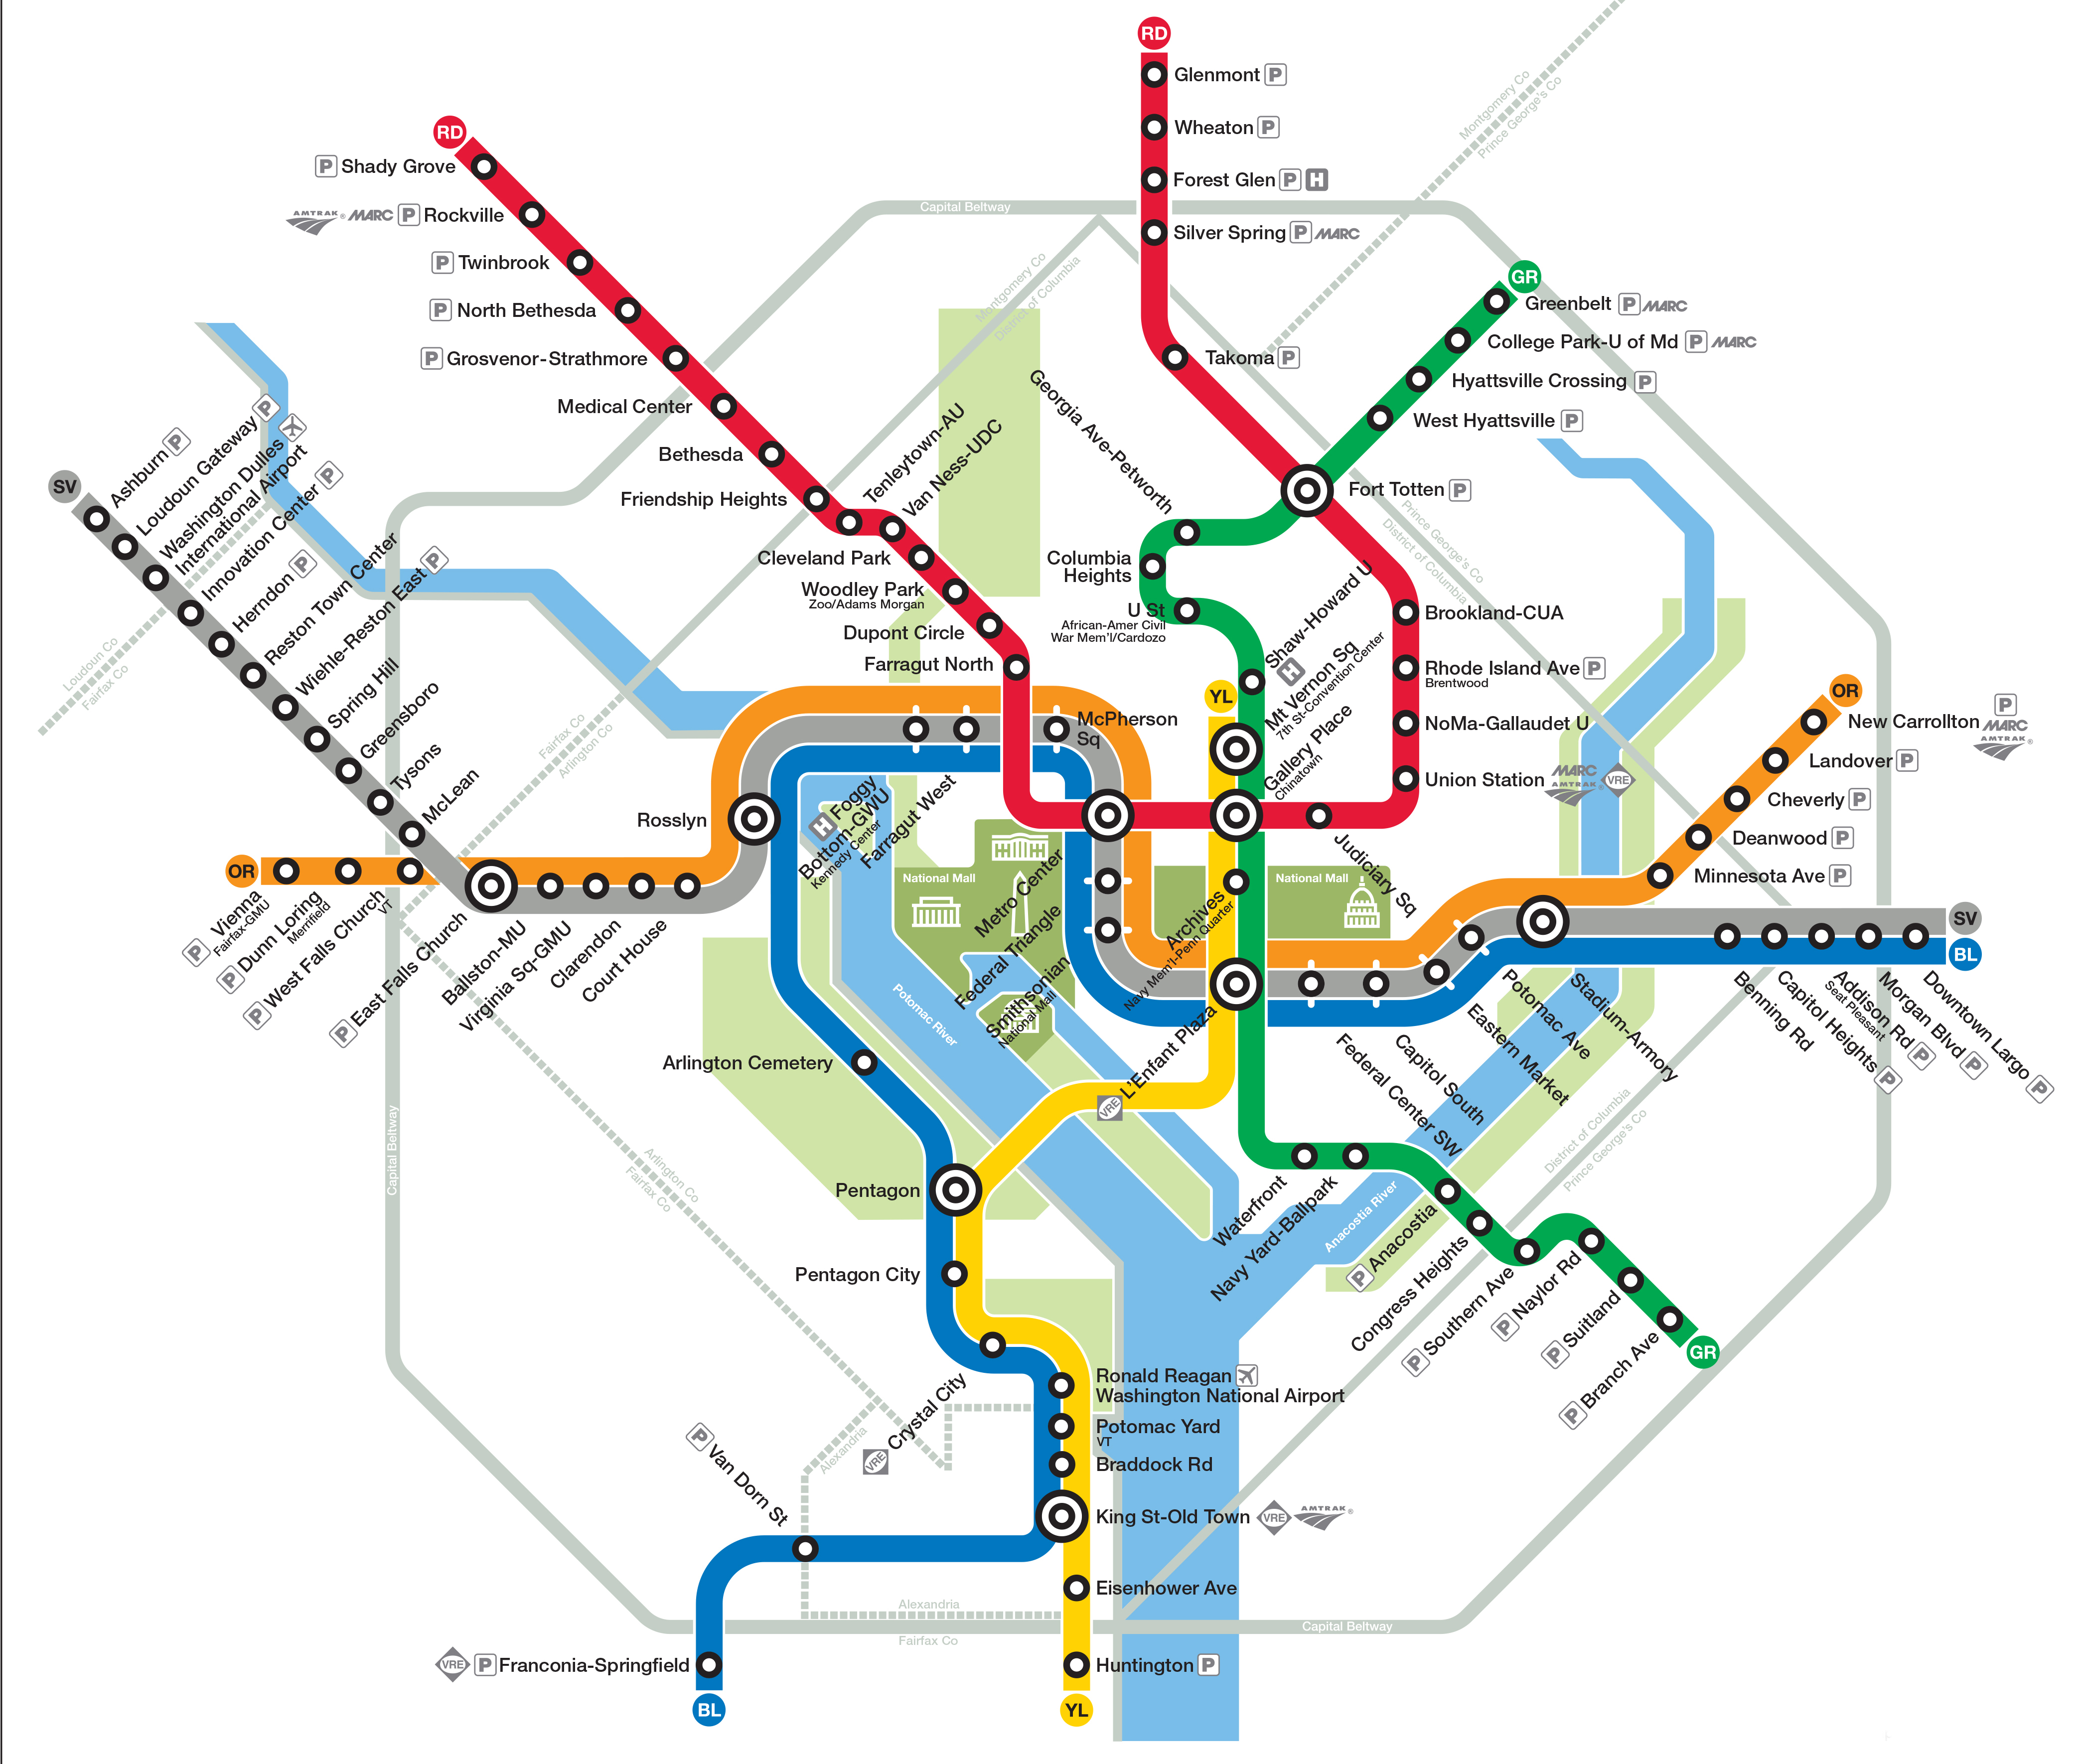 RD
Glenmont P
Wheaton P
Forest Glen P H
Silver Spring P MARC
Takoma P
Fort Totten P
Brookland-CUA
Rhode Island Ave P
Brentwood
NoMa-Gallaudet U
Union Station MARC
AMTRAK VRE
Judiciary Sq
Gallery Place
Chinatown
Metro Center
Farragut North
Dupont Circle
Woodley Park
Zoo/Adams Morgan
Cleveland Park
Van Ness-UDC
Tenleytown-AU
Friendship Heights
Bethesda
Medical Center
P Grosvenor-Strathmore
P North Bethesda
P Twinbrook
AMTRAK® MARC P Rockville
P Shady Grove
RD
GR
Greenbelt P MARC
College Park-U of Md P MARC
Hyattsville Crossing P
West Hyattsville P
Georgia Ave-Petworth
Columbia
Heights
U St
African-Amer Civil
War Mem'l/Cardozo
Shaw-Howard U
H
YL
Mt Vernon Sq
7th St-Convention Center
Archives
Navy Mem'l-Penn Quarter
VRE L'Enfant Plaza
Waterfront
Navy Yard-Ballpark
P Anacostia
Congress Heights
P Southern Ave
P Naylor Rd
P Suitland
P Branch Ave
GR
SV
Ashburn P
Loudoun Gateway P
Washington Dulles
International Airport
Innovation Center P
Herndon P
Reston Town Center
Wiehle-Reston East P
Spring Hill
Greensboro
Tysons
McLean
OR
P Vienna
Fairfax-GMU
P Dunn Loring
Merrifield
P West Falls Church
VT
P East Falls Church
Ballston-MU
Virginia Sq-GMU
Clarendon
Court House
Rosslyn
H Foggy
Bottom-GWU
Kennedy Center
Farragut West
McPherson
Sq
Federal Triangle
Smithsonian
National Mall
Federal Center SW
Capitol South
Eastern Market
Potomac Ave
Stadium-Armory
Minnesota Ave P
Deanwood P
Cheverly P
Landover P
New Carrollton P
MARC
AMTRAK®
OR
Benning Rd
Capitol Heights P
Addison Rd P
Seat Pleasant
Morgan Blvd P
Downtown Largo P
SV
BL
Arlington Cemetery
Pentagon
Pentagon City
VRE Crystal City
Ronald Reagan
Washington National Airport
Potomac Yard
VT
Braddock Rd
King St-Old Town VRE AMTRAK®
Eisenhower Ave
Huntington P
YL
P Van Dorn St
VRE P Franconia-Springfield
BL
Capital Beltway
Capital Beltway
Capital Beltway
Montgomery Co
Prince George's Co
Montgomery Co
District of Columbia
Prince George's Co
District of Columbia
District of Columbia
Prince George's Co
Loudoun Co
Fairfax Co
Fairfax Co
Arlington Co
Arlington Co
Fairfax Co
Alexandria
Alexandria
Fairfax Co
National Mall
National Mall
Potomac River
Anacostia River